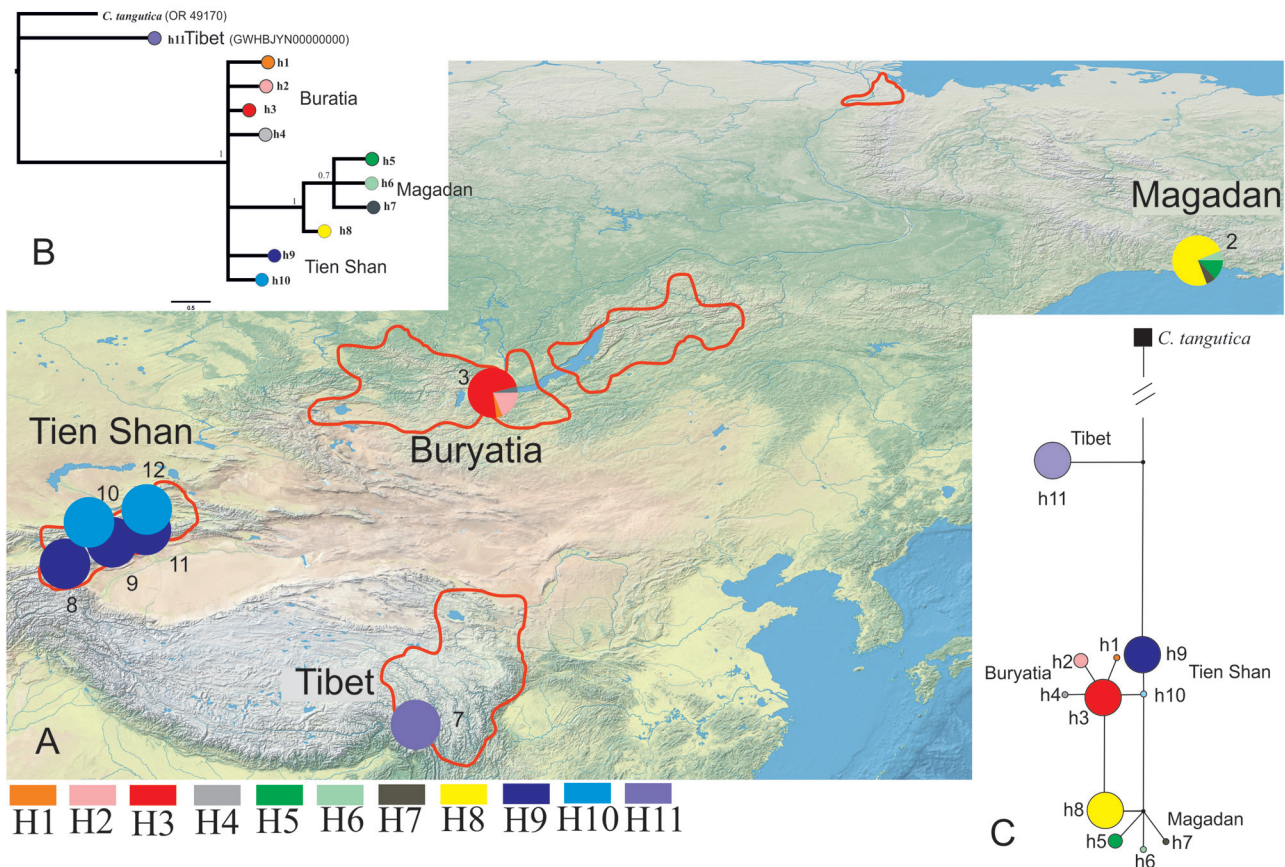 C. tangutica (OR 49170)
h11 Tibet (GWHBJYN00000000)
h1
h2
Buratia
h3
h4
1
h5
0.7
h6
Magadan
h7
1
h8
B
h9
Tien Shan
h10
0.5
Magadan
2
3
Buryatia
Tien Shan
12
10
11
9
8
Tibet
7
A
H1 H2 H3 H4 H5 H6 H7 H8 H9 H10 H11
C. tangutica
Tibet
h11
h1
h2
h9
Buryatia
Tien Shan
h4
h10
h3
h8
Magadan
h5
h7
h6
C